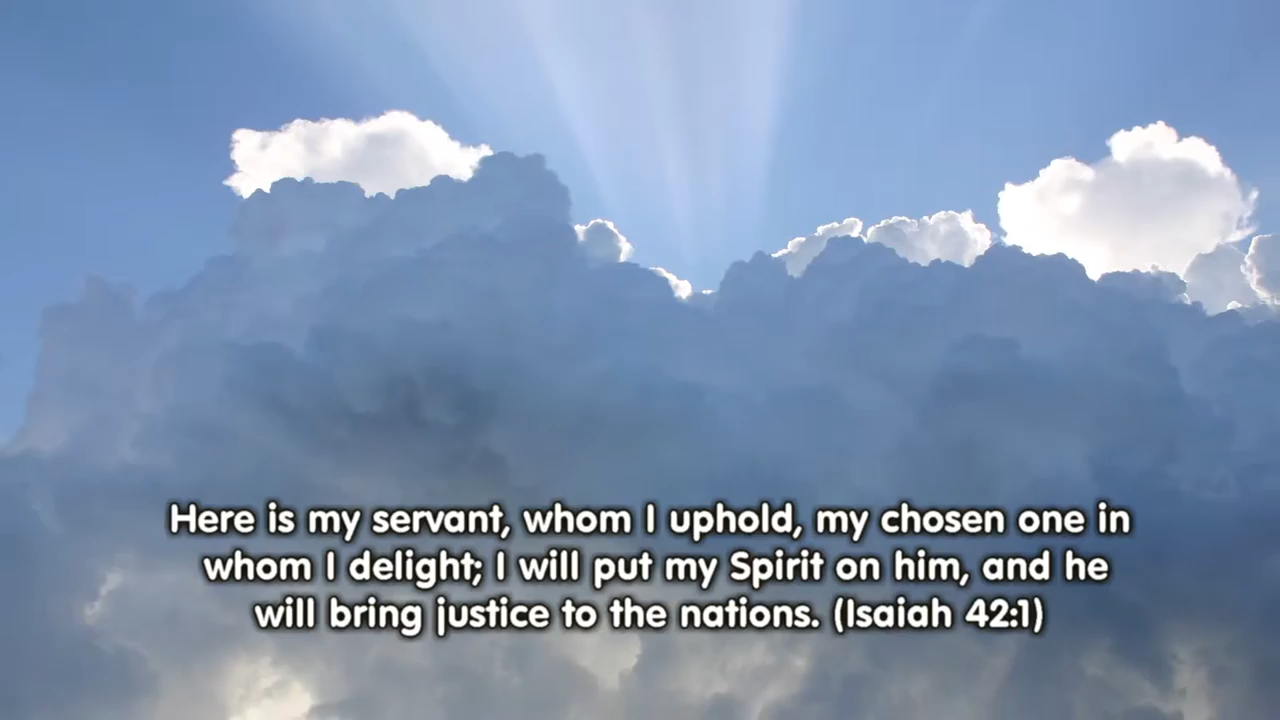 Here is my servant, whom I uphold, my chosen one in
whom I delight; I will put my Spirit on him, and he
will bring justice to the nations. (Isaiah 42:1)